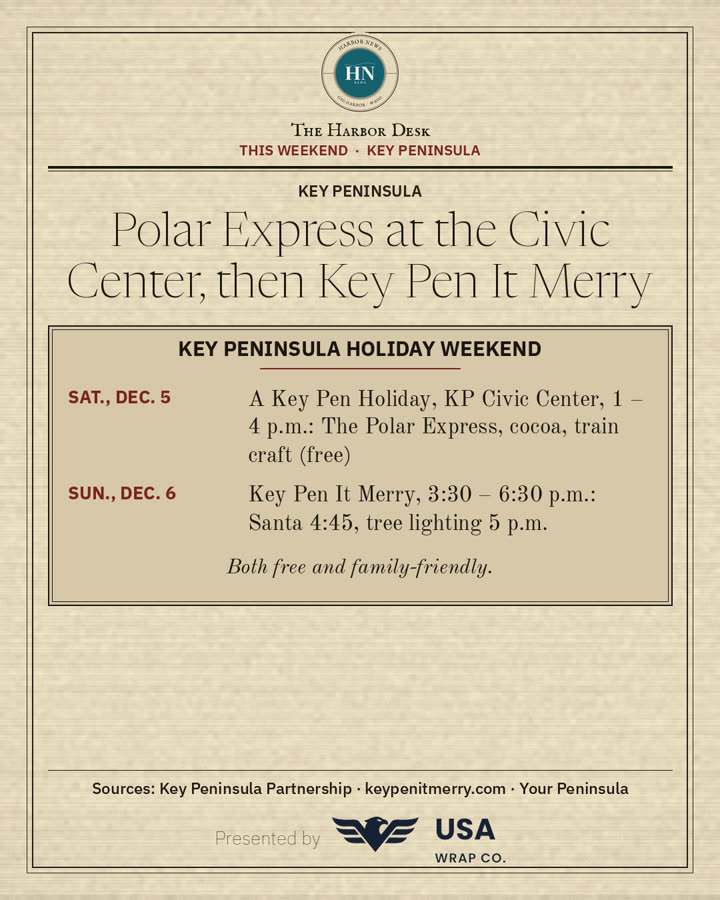 HARBOR NEWS
HN
NEWS
GIG HARBOR · WASH
The Harbor Desk
THIS WEEKEND · KEY PENINSULA
KEY PENINSULA
Polar Express at the Civic
Center, then Key Pen It Merry
KEY PENINSULA HOLIDAY WEEKEND
SAT., DEC. 5
A Key Pen Holiday, KP Civic Center, 1 –
4 p.m.: The Polar Express, cocoa, train
craft (free)
SUN., DEC. 6
Key Pen It Merry, 3:30 – 6:30 p.m.:
Santa 4:45, tree lighting 5 p.m.
Both free and family-friendly.
Sources: Key Peninsula Partnership · keypenitmerry.com · Your Peninsula
Presented by
USA
WRAP CO.